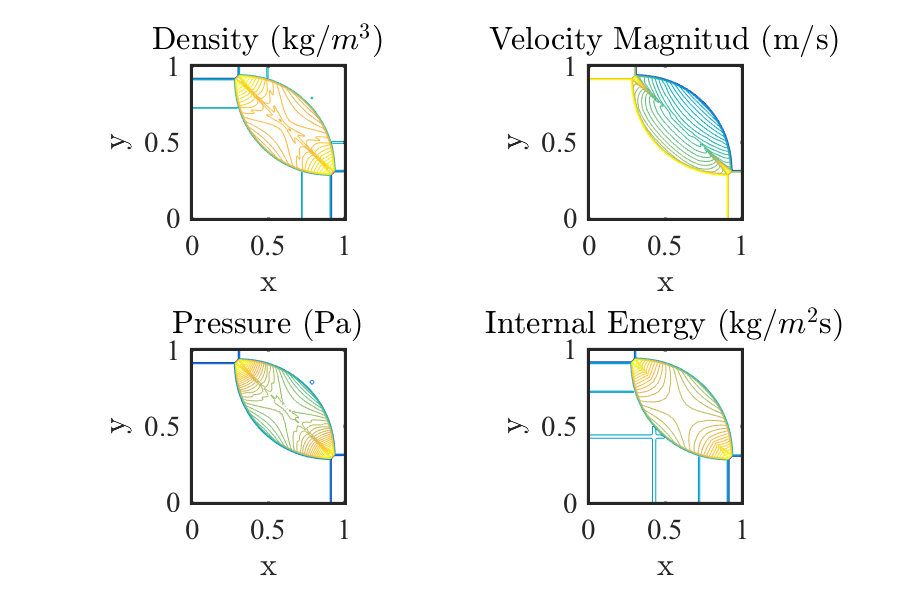 Density (kg/m³)
1
y 0.5
0
0 0.5 1
x
Velocity Magnitud (m/s)
1
y 0.5
0
0 0.5 1
x
Pressure (Pa)
1
y 0.5
0
0 0.5 1
x
Internal Energy (kg/m²s)
1
y 0.5
0
0 0.5 1
x